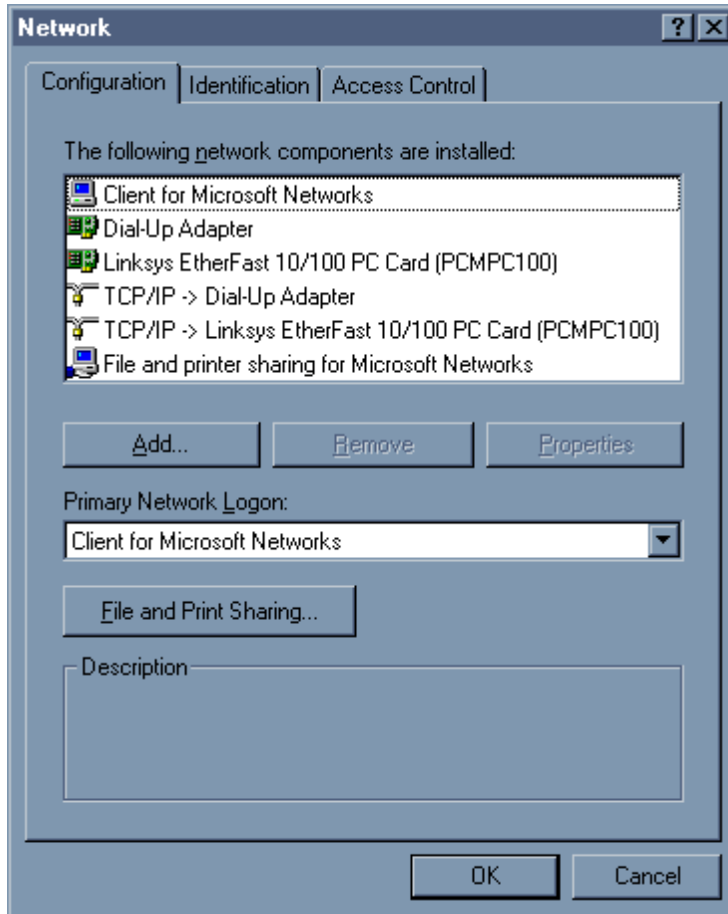 Network
Configuration Identification Access Control
The following network components are installed:
Client for Microsoft Networks
Dial-Up Adapter
Linksys EtherFast 10/100 PC Card (PCMPC100)
TCP/IP -> Dial-Up Adapter
TCP/IP -> Linksys EtherFast 10/100 PC Card (PCMPC100)
File and printer sharing for Microsoft Networks
Add... Remove Properties
Primary Network Logon:
Client for Microsoft Networks
File and Print Sharing...
Description
OK Cancel